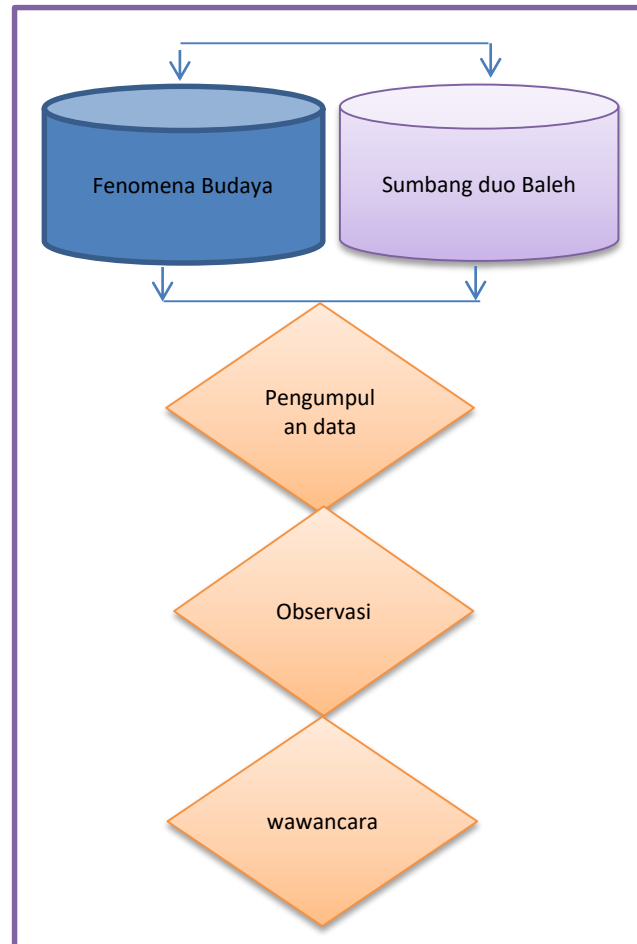 Fenomena Budaya
Sumbang duo Baleh
Pengumpul
an data
Observasi
wawancara